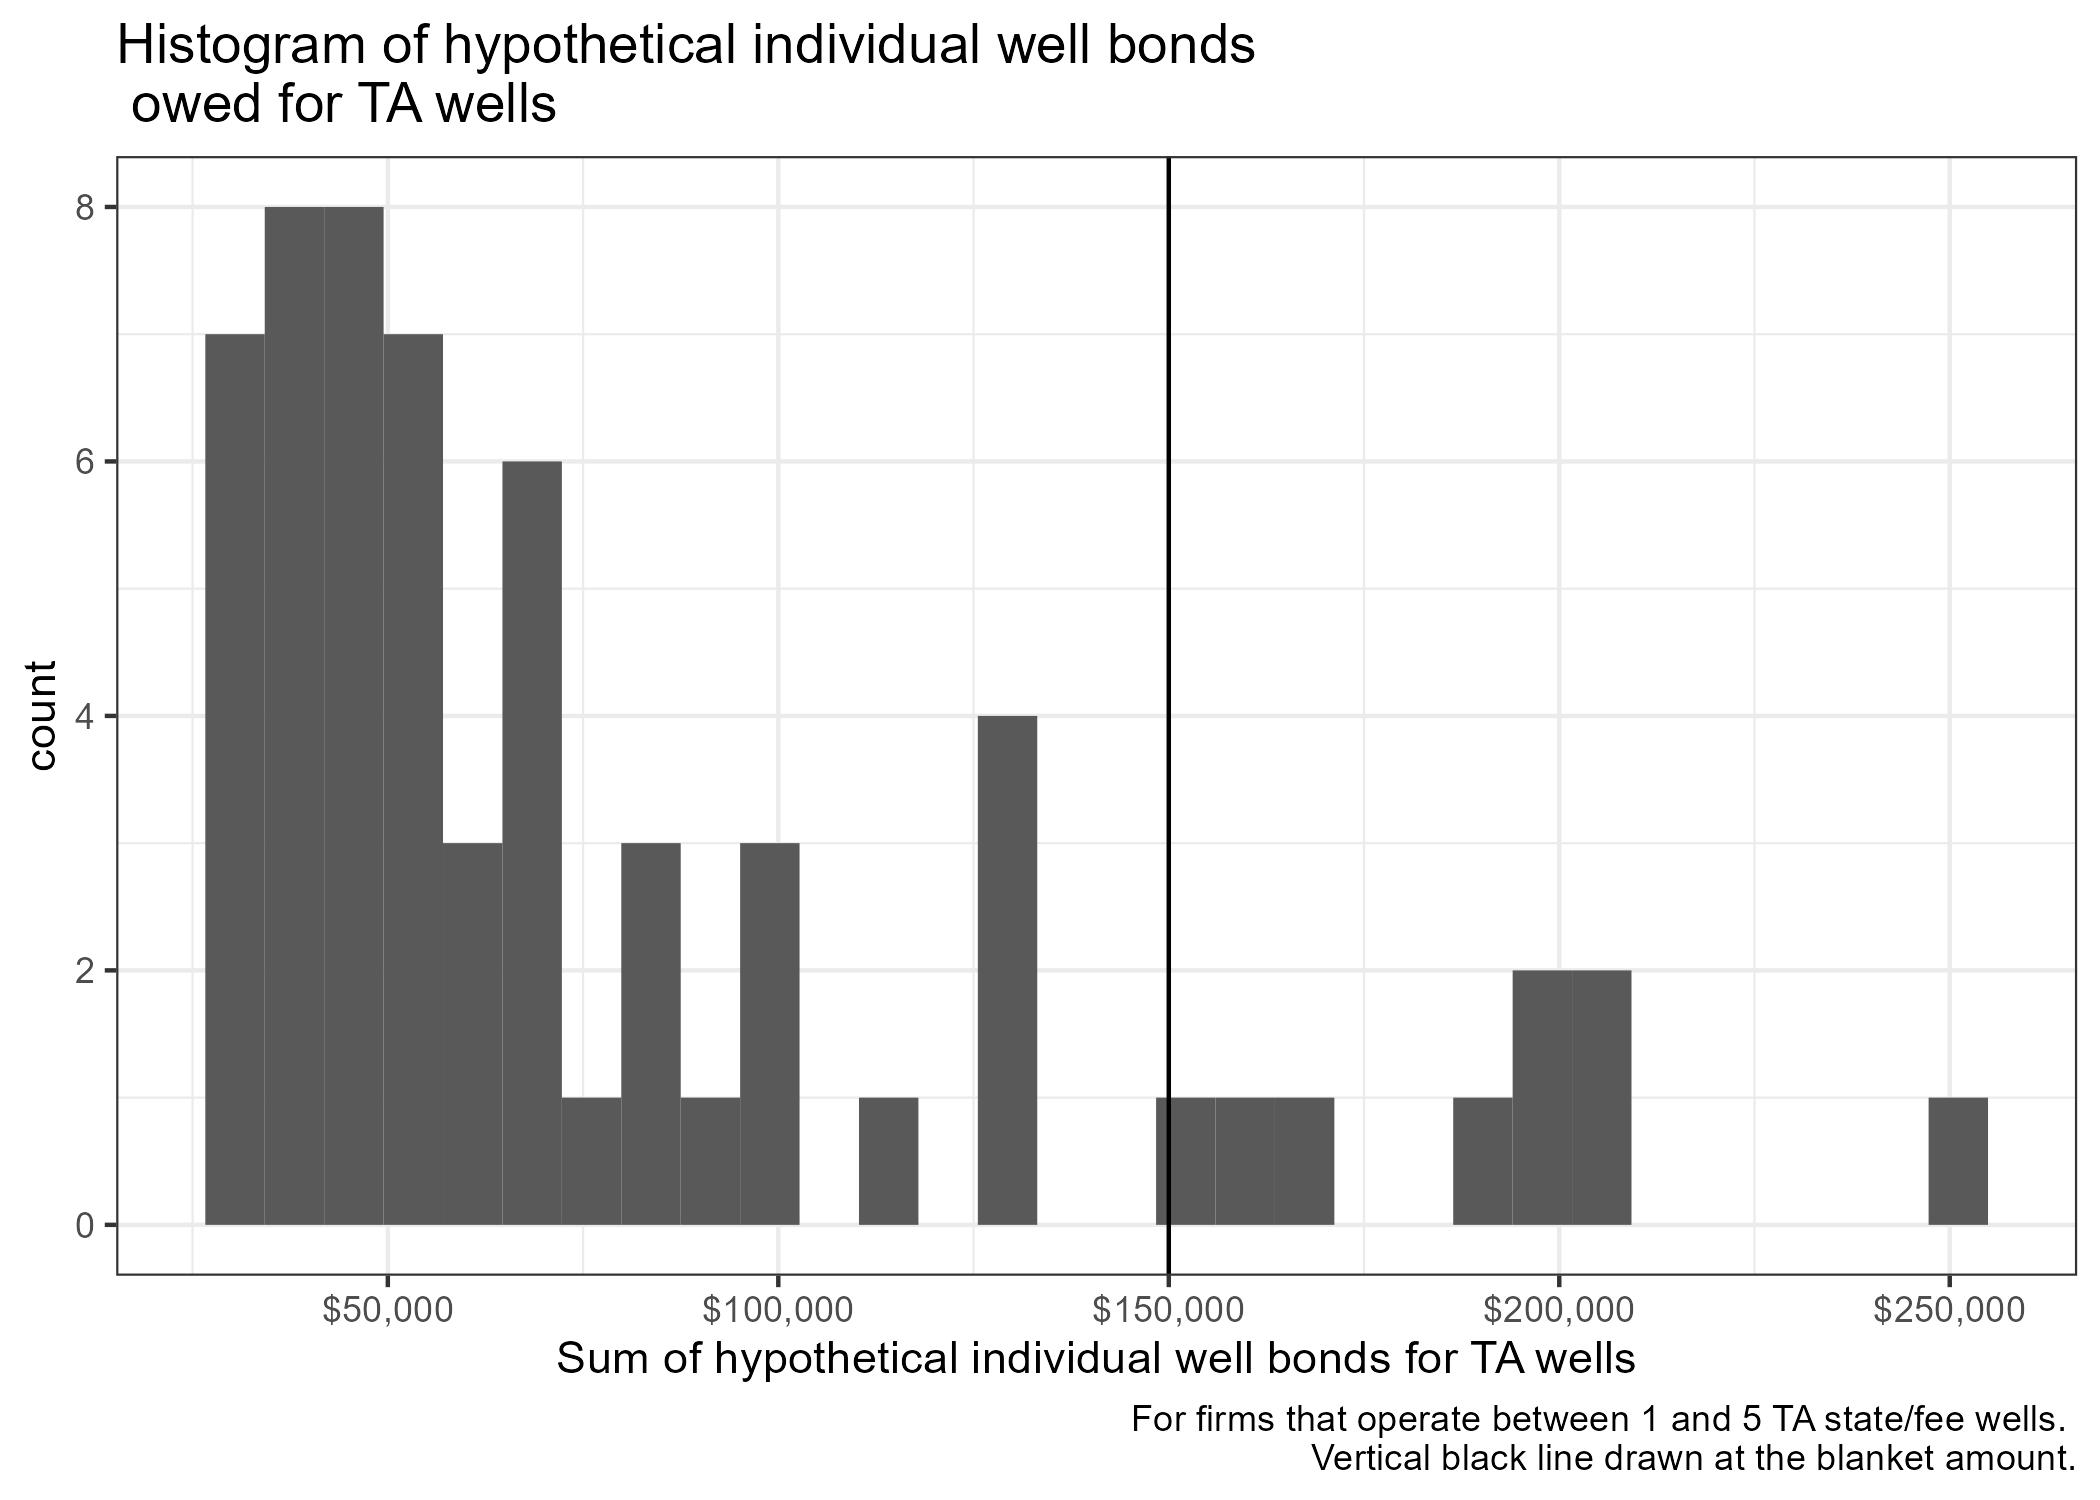 Histogram of hypothetical individual well bonds
owed for TA wells
8
6
4
2
0
count
$50,000
$100,000
$150,000
$200,000
$250,000
Sum of hypothetical individual well bonds for TA wells
For firms that operate between 1 and 5 TA state/fee wells.
Vertical black line drawn at the blanket amount.